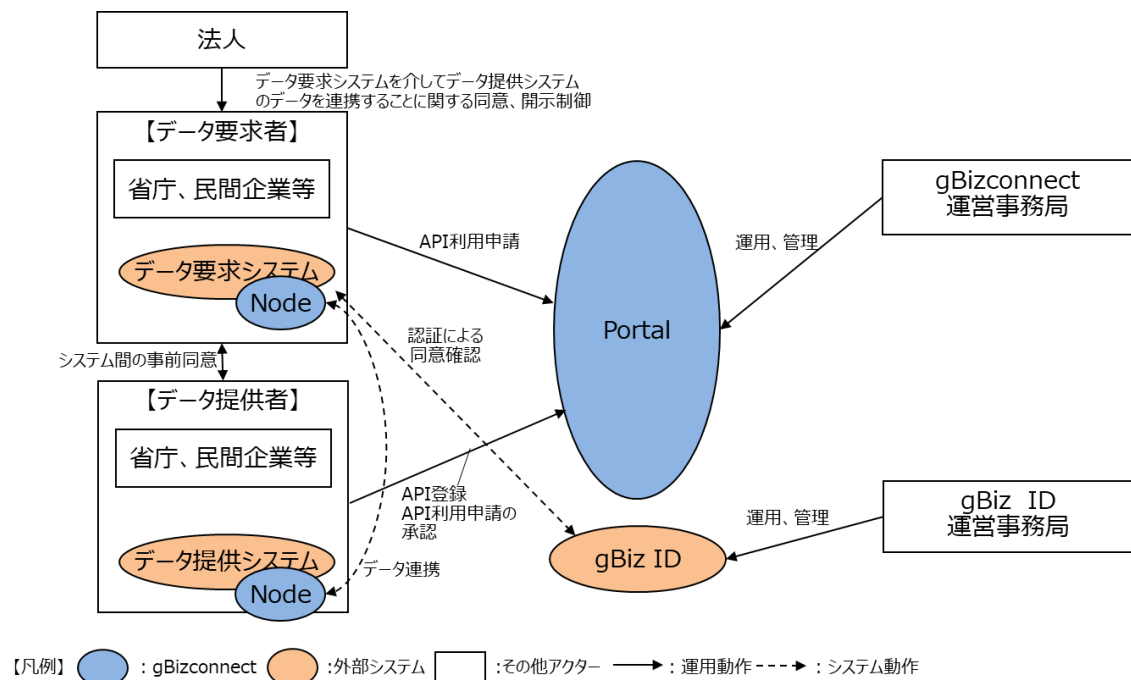 法人
データ要求システムを介してデータ提供システム
のデータを連携することに関する同意、開示制御
【データ要求者】
省庁、民間企業等
データ要求システム
Node
API利用申請
Portal
gBizconnect
運営事務局
運用、管理
認証による
同意確認
システム間の事前同意
【データ提供者】
省庁、民間企業等
データ提供システム
Node
API登録
API利用申請の
承認
データ連携
gBiz ID
運用、管理
gBiz ID
運営事務局
【凡例】 : gBizconnect :外部システム :その他アクター : 運用動作 : システム動作